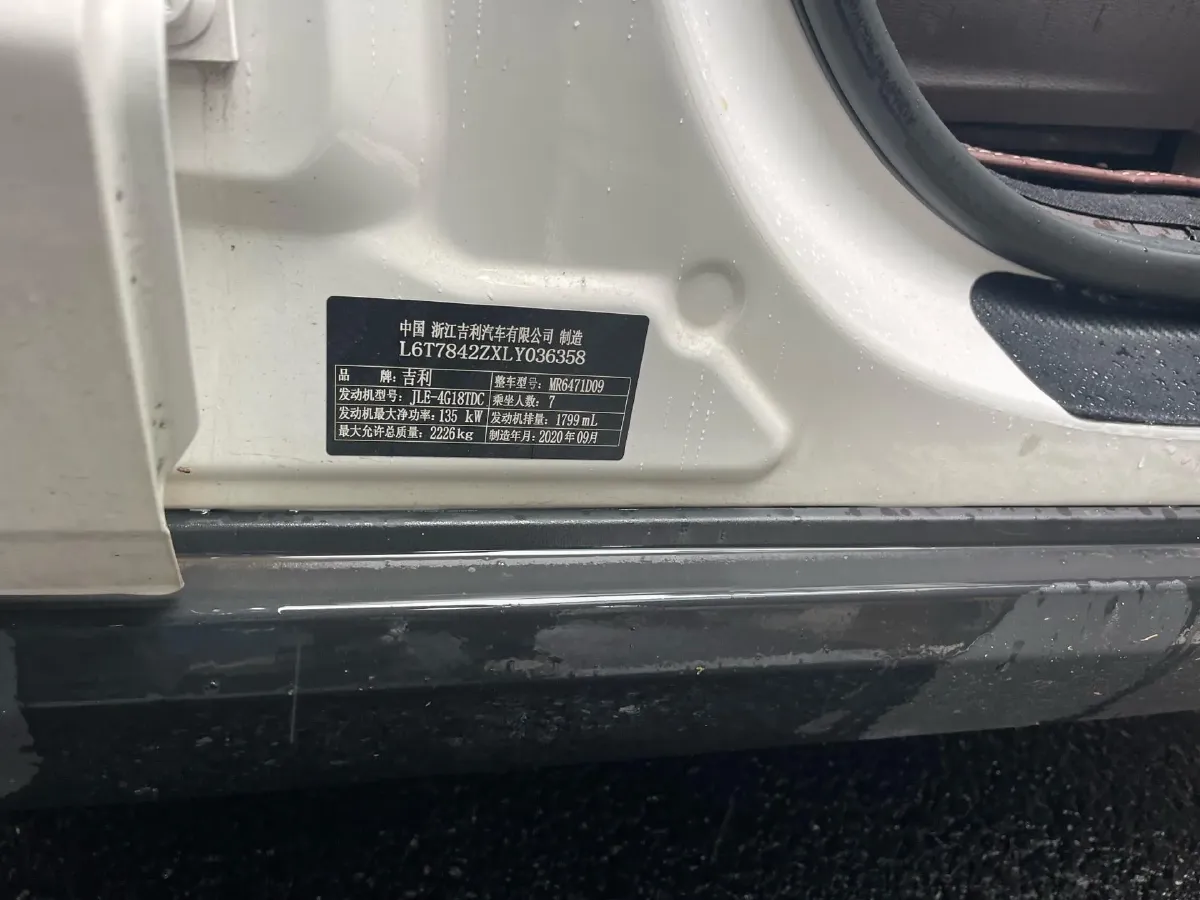 中国 浙江吉利汽车有限公司 制造
L6T7842ZXLY036358
品 牌: 吉利 整车型号: MR6471D09
发动机型号: JLE-4G18TDC 乘坐人数: 7
发动机最大净功率: 135 kW 发动机排量: 1799 mL
最大允许总质量: 2226kg 制造年月: 2020年09月